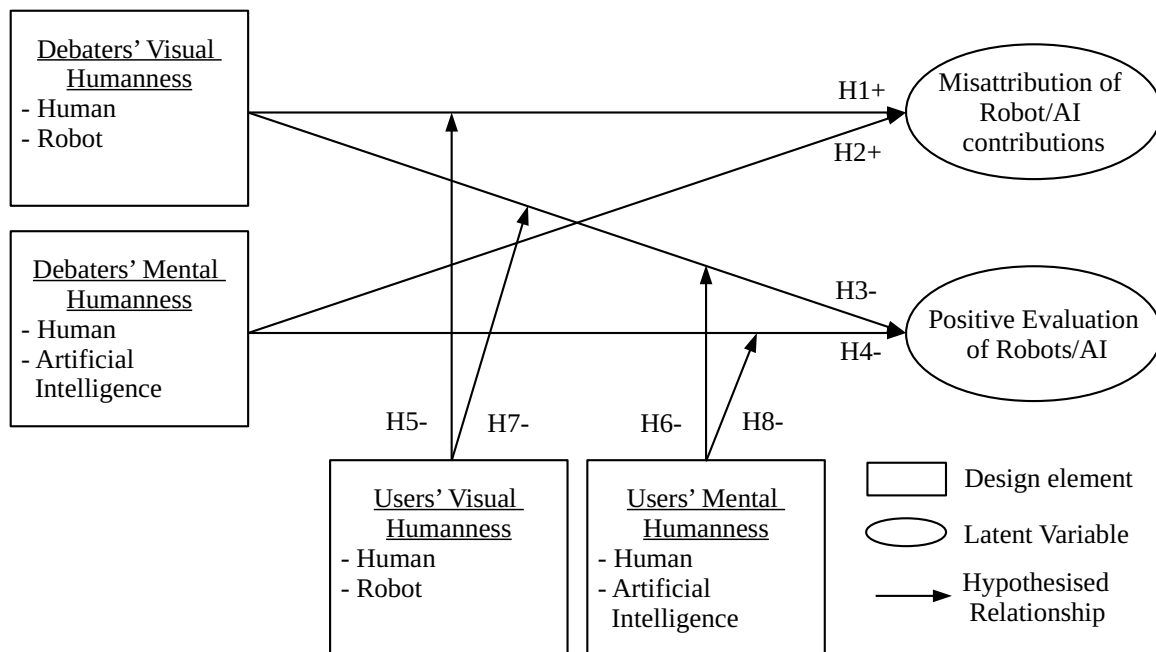 Debaters’ Visual
Humanness
- Human
- Robot
H1+
Misattribution of
Robot/AI
contributions
H2+
Debaters’ Mental
Humanness
- Human
- Artificial
Intelligence
H3-
Positive Evaluation
of Robots/AI
H4-
H5-
H7-
H6-
H8-
Users’ Visual
Humanness
- Human
- Robot
Users’ Mental
Humanness
- Human
- Artificial
Intelligence
Design element
Latent Variable
Hypothesised
Relationship